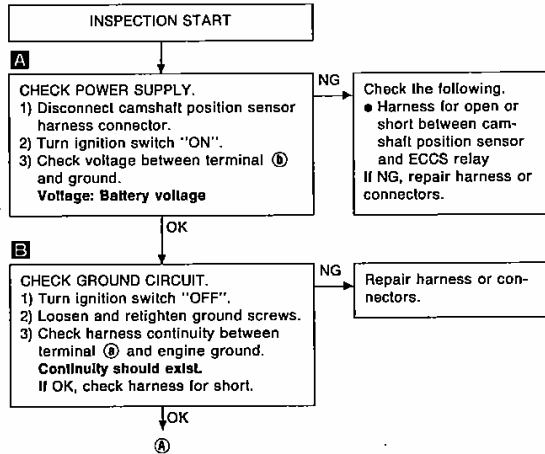 INSPECTION START
A
CHECK POWER SUPPLY.
1) Disconnect camshaft position sensor
harness connector.
2) Turn ignition switch "ON".
3) Check voltage between terminal ⓑ
and ground.
Voltage: Battery voltage
NG
Check the following.
● Harness for open or
short between cam-
shaft position sensor
and ECCS relay
If NG, repair harness or
connectors.
OK
B
CHECK GROUND CIRCUIT.
1) Turn ignition switch "OFF".
2) Loosen and retighten ground screws.
3) Check harness continuity between
terminal ⓐ and engine ground.
Continuity should exist.
If OK, check harness for short.
NG
Repair harness or con-
nectors.
OK
Ⓐ